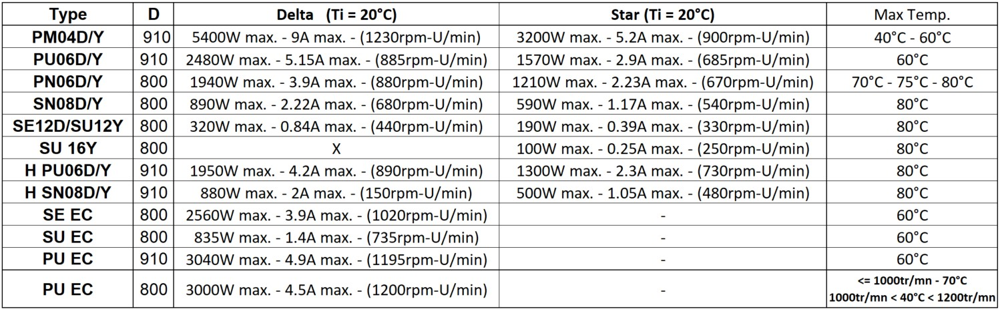 Type D Delta (Ti = 20°C) Star (Ti = 20°C) Max Temp.
PM04D/Y 910 5400W max. - 9A max. - (1230rpm-U/min) 3200W max. - 5.2A max. - (900rpm-U/min) 40°C - 60°C
PU06D/Y 910 2480W max. - 5.15A max. - (885rpm-U/min) 1570W max. - 2.9A max. - (685rpm-U/min) 60°C
PN06D/Y 800 1940W max. - 3.9A max. - (880rpm-U/min) 1210W max. - 2.23A max. - (670rpm-U/min) 70°C - 75°C - 80°C
SN08D/Y 800 890W max. - 2.22A max. - (680rpm-U/min) 590W max. - 1.17A max. - (540rpm-U/min) 80°C
SE12D/SU12Y 800 320W max. - 0.84A max. - (440rpm-U/min) 190W max. - 0.39A max. - (330rpm-U/min) 80°C
SU 16Y 800 X 100W max. - 0.25A max. - (250rpm-U/min) 80°C
H PU06D/Y 910 1950W max. - 4.2A max. - (890rpm-U/min) 1300W max. - 2.3A max. - (730rpm-U/min) 80°C
H SN08D/Y 910 880W max. - 2A max. - (150rpm-U/min) 500W max. - 1.05A max. - (480rpm-U/min) 80°C
SE EC 800 2560W max. - 3.9A max. - (1020rpm-U/min) - 60°C
SU EC 800 835W max. - 1.4A max. - (735rpm-U/min) - 60°C
PU EC 910 3040W max. - 4.9A max. - (1195rpm-U/min) - 60°C
PU EC 800 3000W max. - 4.5A max. - (1200rpm-U/min) - <= 1000tr/mn - 70°C
1000tr/mn < 40°C < 1200tr/mn